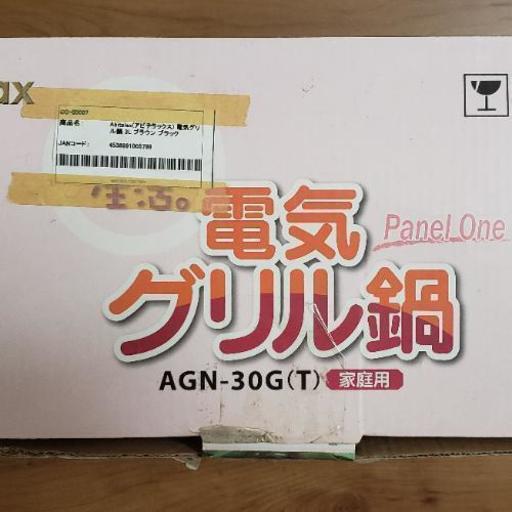 ax
00-00007
商品名:
Abitelax(アビテラックス) 電気グリ
ル鍋 3L ブラウン ブラック
JANコード:
生活。
電気
Panel One
グリル鍋
AGN-30G(T) 家庭用